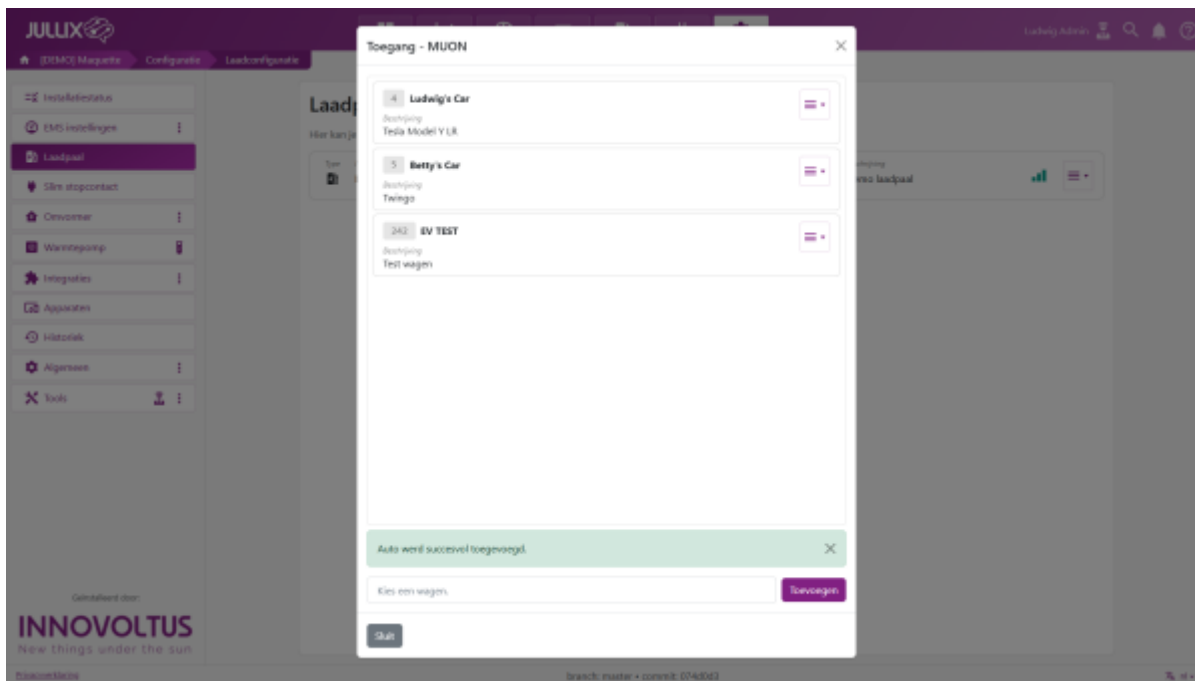 JULLIX
Ludwig Admin
[DEMO] Maquette
Configuratie
Laadconfiguratie
Installatiestatus
EMS instellingen
Laadpaal
Slim stopcontact
Omvormer
Warmtepomp
Integraties
Apparaten
Historiek
Algemeen
Tools
Geïnstalleerd door:
INNOVOLTUS
New things under the sun
Privacyverklaring
Hier kan je
Type
laadpaal
Toegang - MUON
4 Ludwig's Car
Beschrijving
Tesla Model Y LR
5 Betty's Car
Beschrijving
Twingo
242 EV TEST
Beschrijving
Test wagen
Auto werd succesvol toegevoegd.
Kies een wagen.
Toevoegen
Sluit
branch: master • commit: 074d0d3